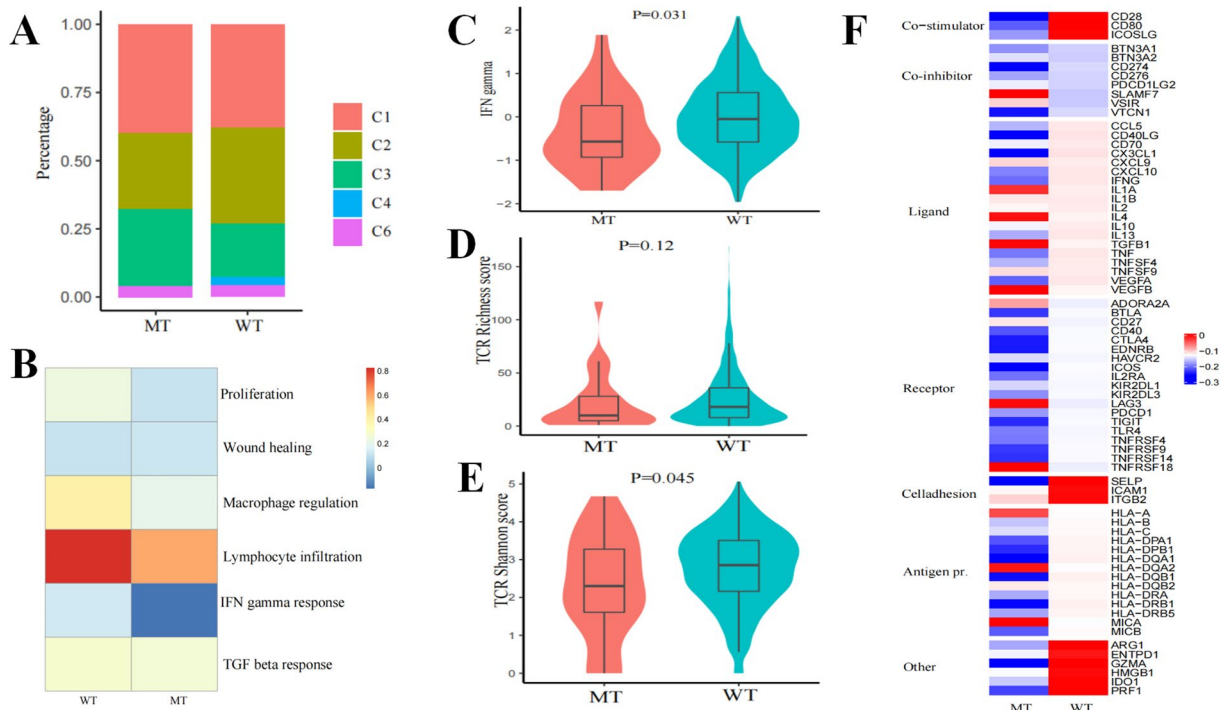 A
1.00
0.75
0.50
0.25
0.00
Percentage
MT WT
C1
C2
C3
C4
C6
B
Proliferation
Wound healing
Macrophage regulation
Lymphocyte infiltration
IFN gamma response
TGF beta response
WT MT
0.8
0.6
0.4
0.2
0
C
P=0.031
IFN gamma
2
1
0
−1
−2
MT WT
D
P=0.12
TCR Richness score
150
100
50
0
MT WT
E
P=0.045
TCR Shannon score
5
4
3
2
1
0
MT WT
F
Co−stimulator
CD28
CD80
ICOSLG
Co-inhibitor
BTN3A1
BTN3A2
CD274
CD276
PDCD1LG2
SLAMF7
VSIR
VTCN1
Ligand
CCL5
CD40LG
CD70
CX3CL1
CXCL9
CXCL10
IFNG
IL1A
IL1B
IL2
IL4
IL10
IL13
TGFB1
TNF
TNFSF4
TNFSF9
VEGFA
VEGFB
Receptor
ADORA2A
BTLA
CD27
CD40
CTLA4
EDNRB
HAVCR2
ICOS
IL2RA
KIR2DL1
KIR2DL3
LAG3
PDCD1
TIGIT
TLR4
TNFRSF4
TNFRSF9
TNFRSF14
TNFRSF18
Celladhesion
SELP
ICAM1
ITGB2
Antigen pr.
HLA−A
HLA−B
HLA−C
HLA−DPA1
HLA−DPB1
HLA−DQA1
HLA−DQA2
HLA−DQB1
HLA−DQB2
HLA−DRA
HLA−DRB1
HLA−DRB5
MICA
MICB
Other
ARG1
ENTPD1
GZMA
HMGB1
IDO1
PRF1
MT WT
0
−0.1
−0.2
−0.3